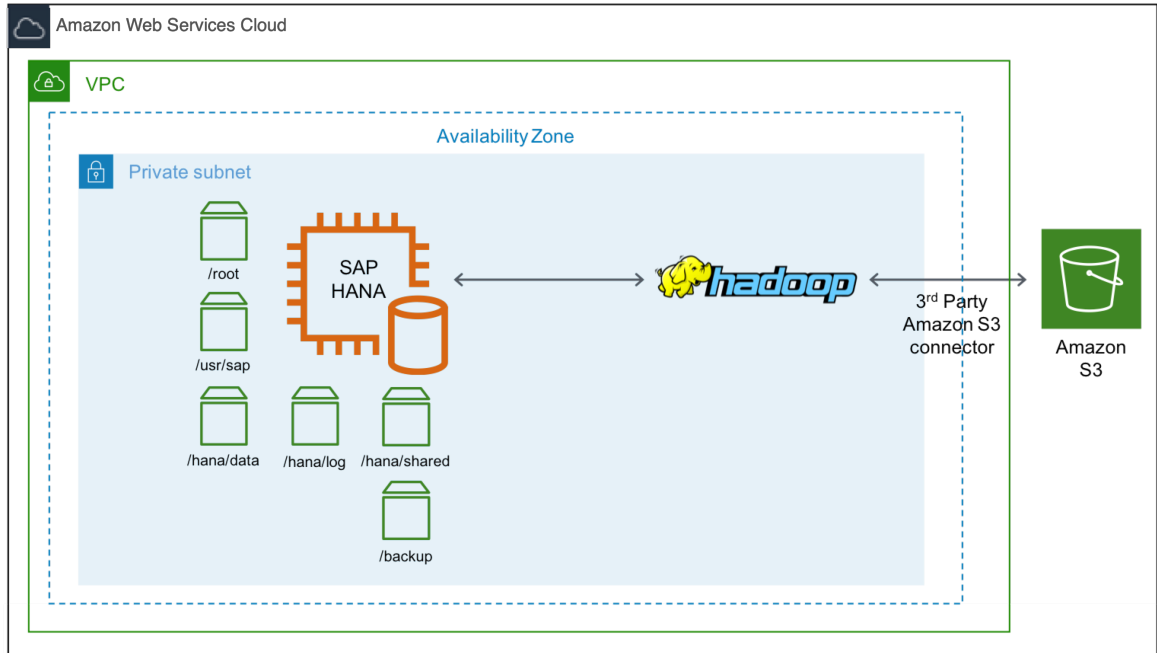 Amazon Web Services Cloud
VPC
Availability Zone
Private subnet
/root
SAP
HANA
hadoop
3rd Party
Amazon S3
connector
Amazon
S3
/usr/sap
/hana/data
/hana/log
/hana/shared
/backup